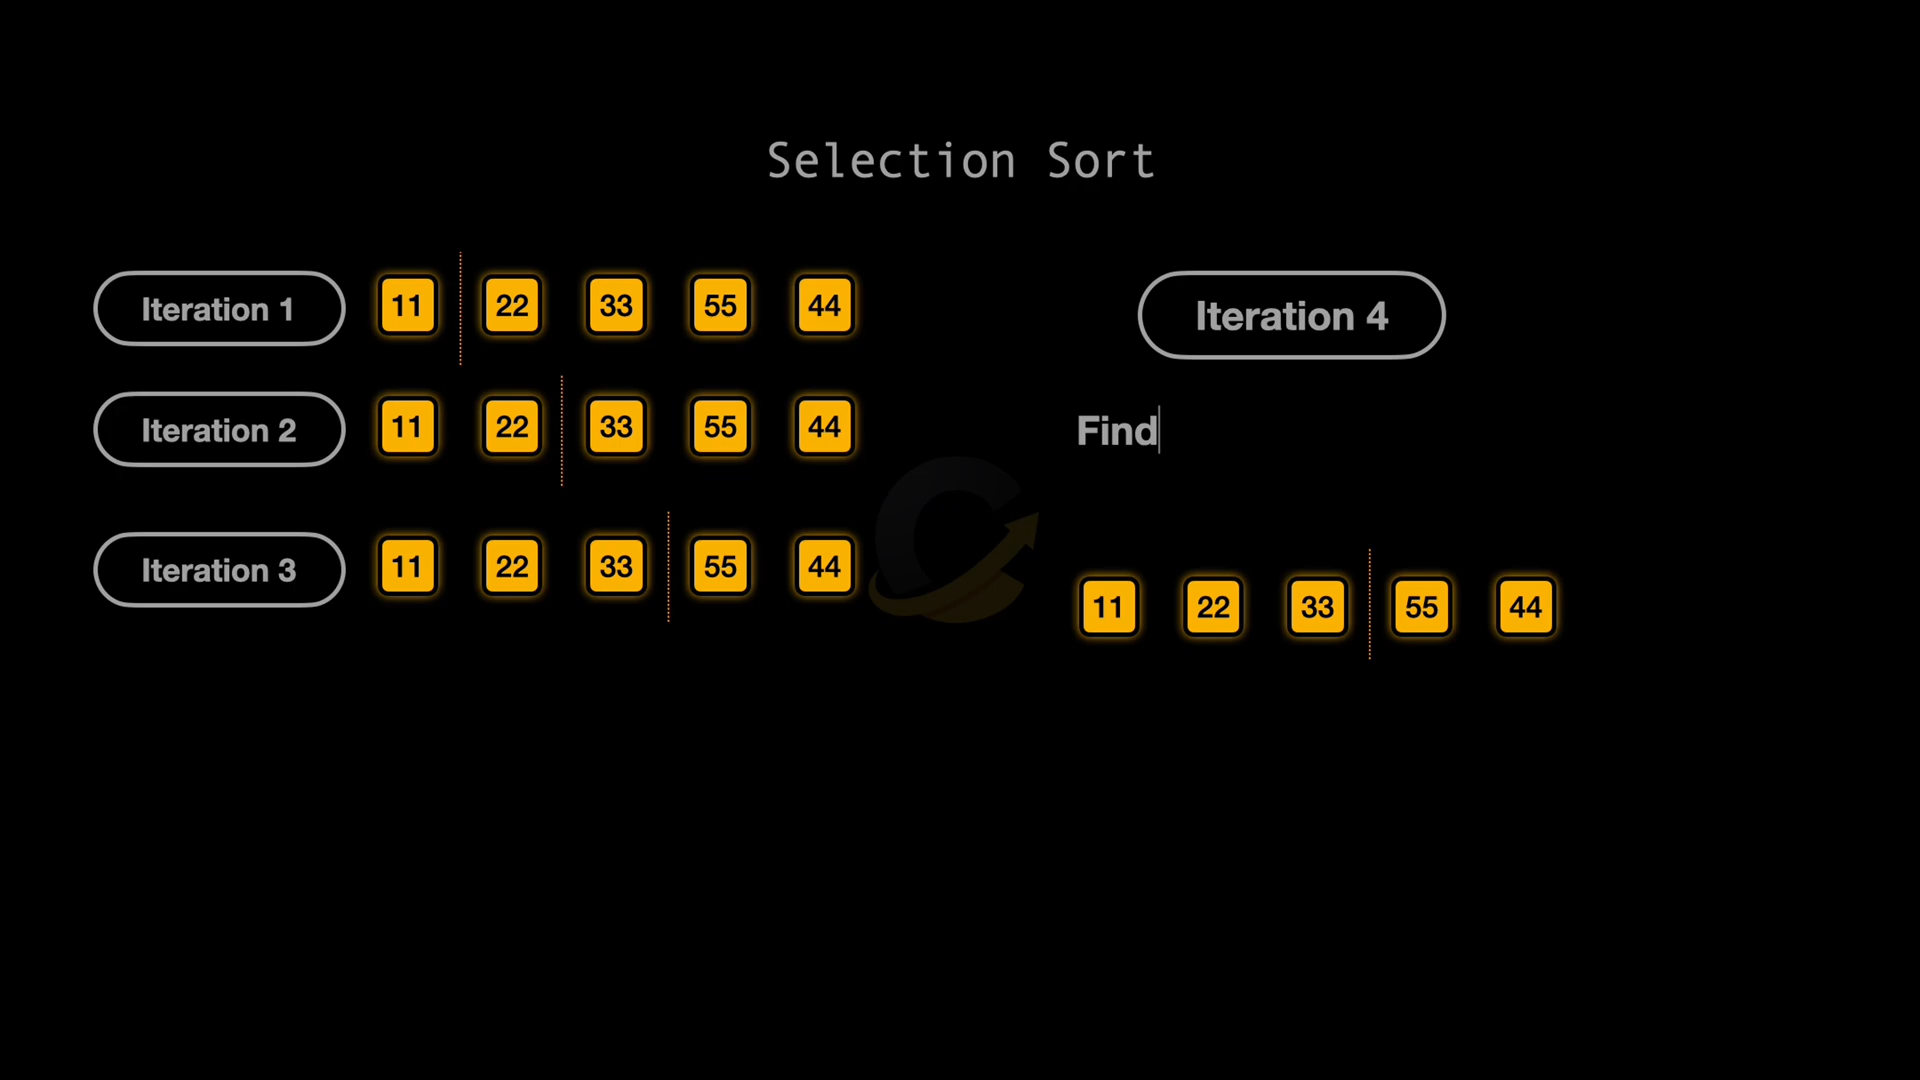 Selection Sort
Iteration 1 11 22 33 55 44
Iteration 2 11 22 33 55 44
Iteration 3 11 22 33 55 44
Iteration 4
Find
11 22 33 55 44